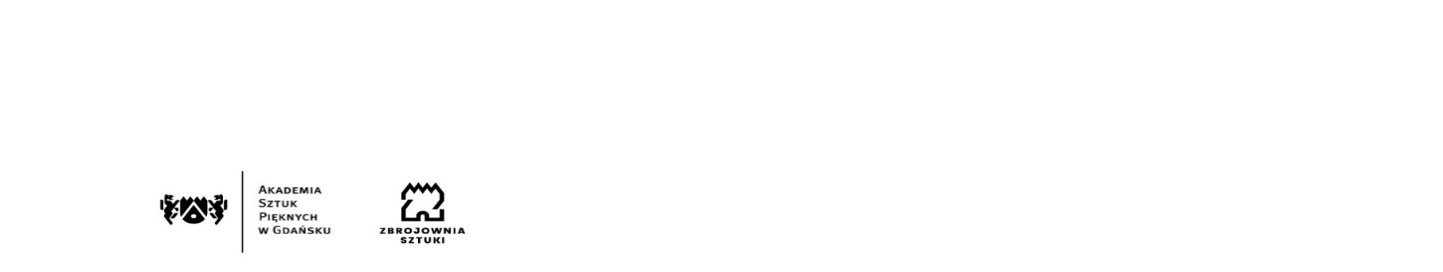 Akademia
Sztuk
Pięknych
w Gdańsku
ZBROJOWNIA
SZTUKI